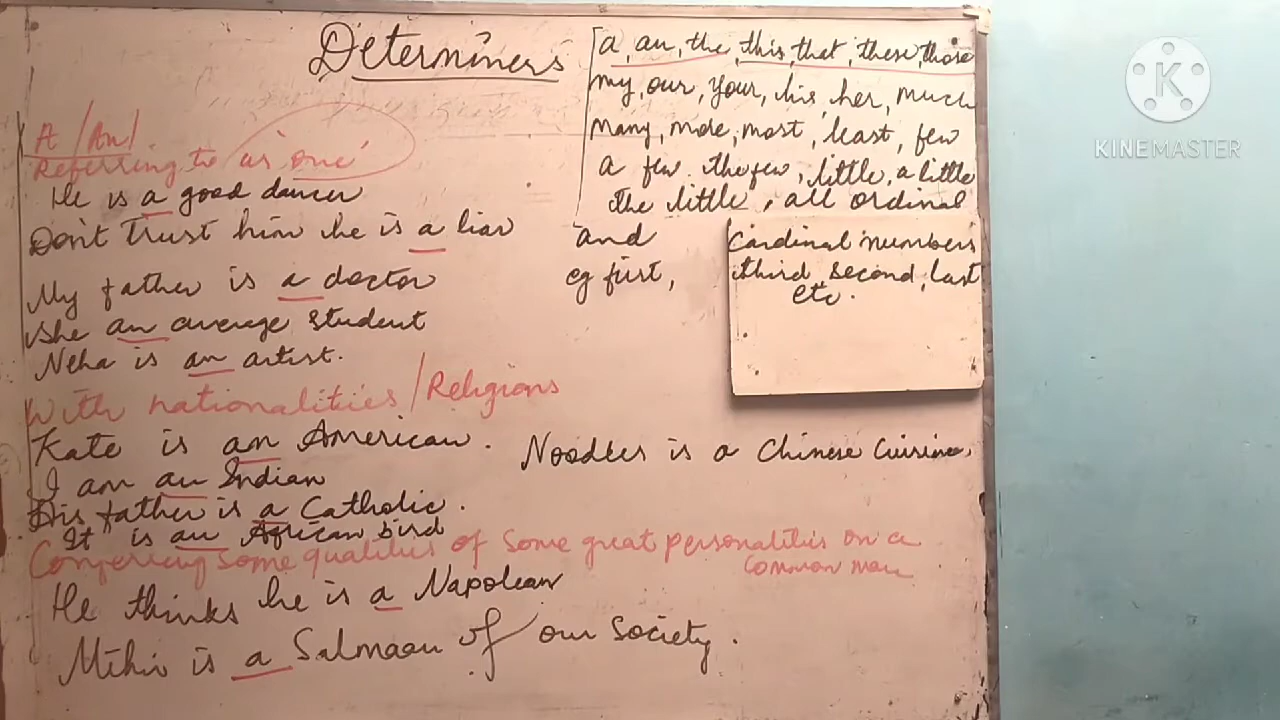 Determiners
a, an, the, this, that, these, those
my, our, your, his, her, much
many, more, most, least, few
a few, the few, little, a little
the little, all ordinal
and cardinal numbers
eg first, third, second, last
etc.
A / An
Referring to as 'one'
He is a good dancer
Don't Trust him he is a liar
My father is a doctor
She an average student
Neha is an artist.
With nationalities / Religions
Kate is an American.
Noodles is a Chinese Cuisine.
I am an Indian
His father is a Catholic.
It is an African bird
Conferring some qualities of some great personalities on a
common man
He thinks he is a Napolean
Mihir is a Salmaan of our Society.
K
KINEMASTER